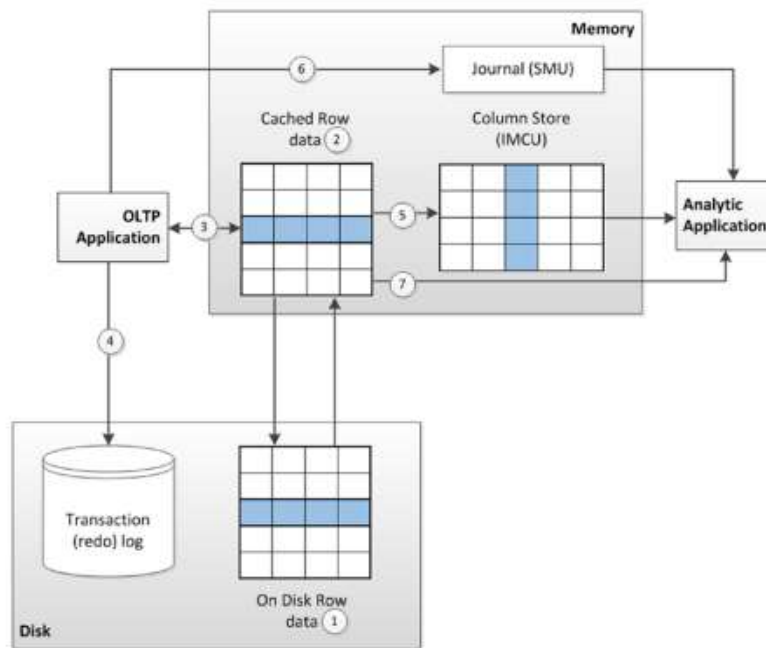 Memory
6
Journal (SMU)
Cached Row
data 2
Column Store
(IMCU)
OLTP
Application
3
5
Analytic
Application
7
4
Transaction
(redo) log
On Disk Row
data 1
Disk